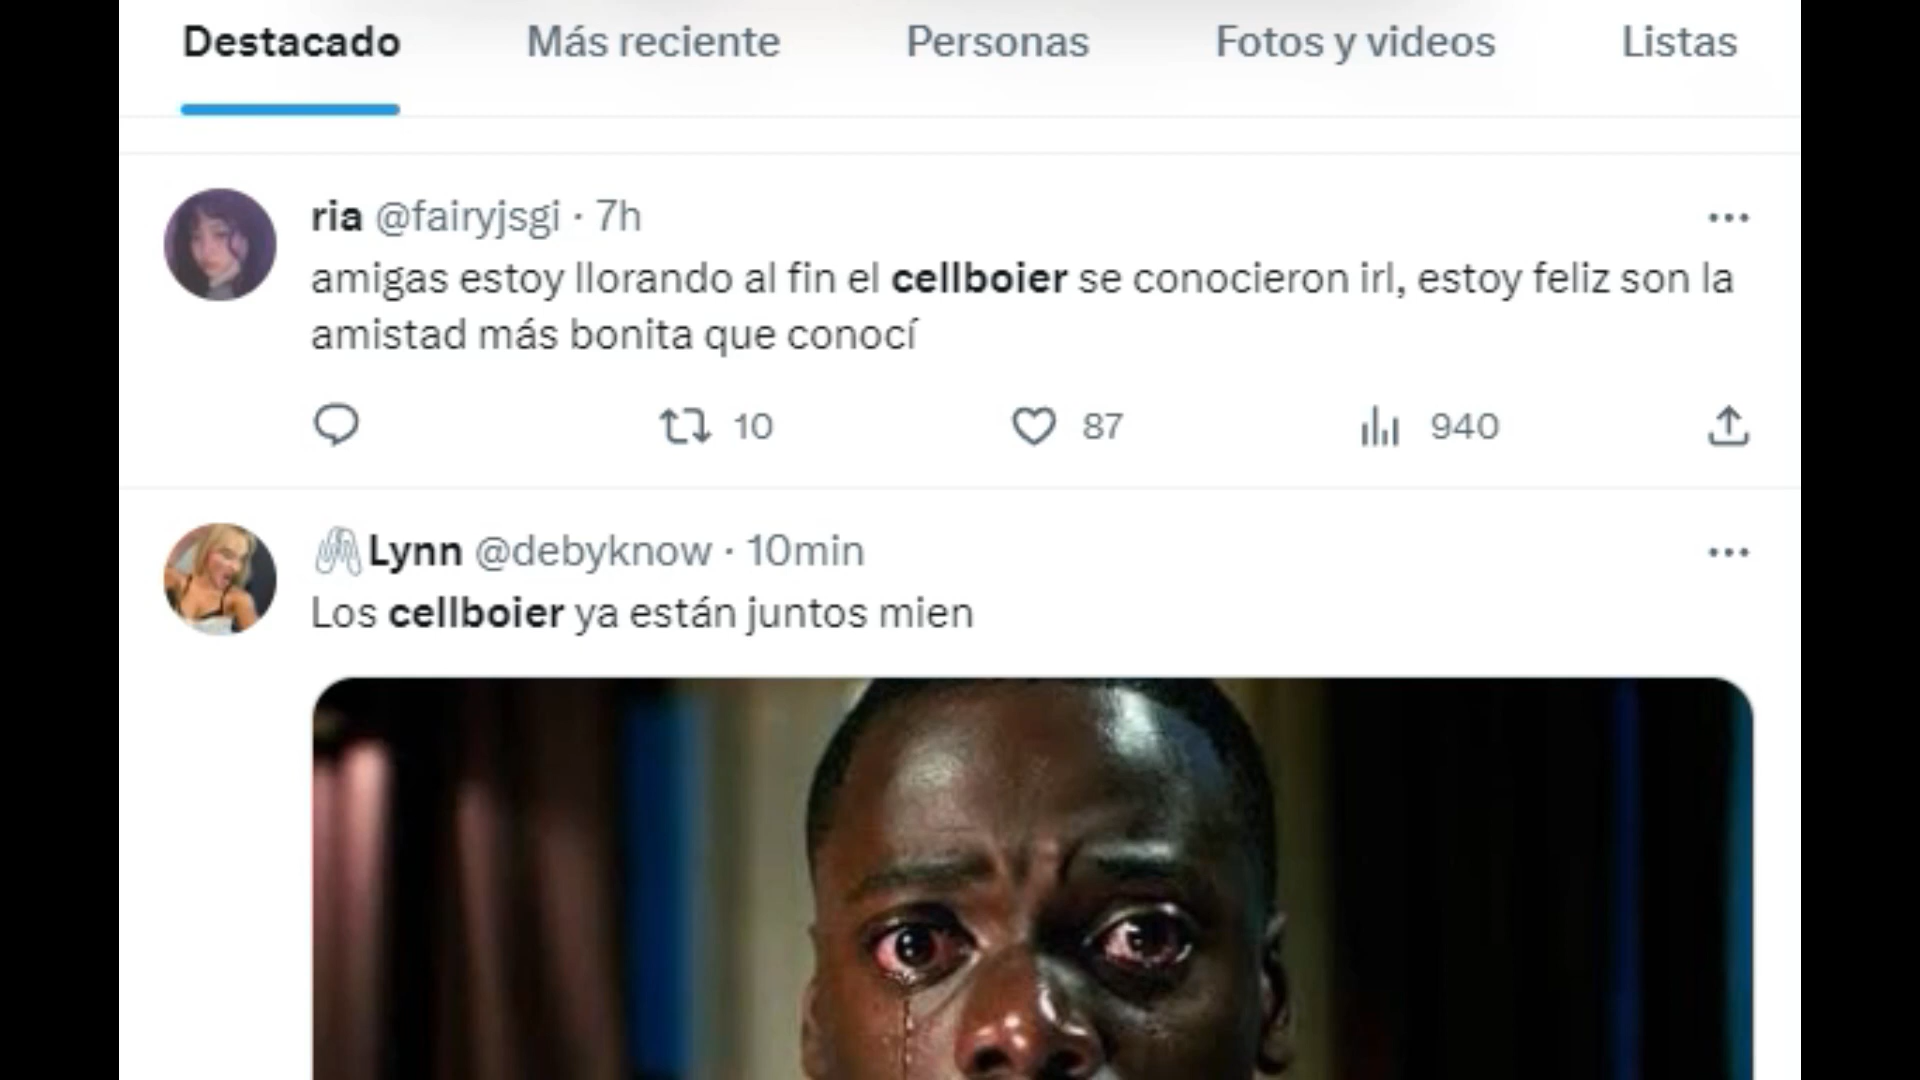 Destacado Más reciente Personas Fotos y videos Listas
ria @fairyjsgi · 7h
amigas estoy llorando al fin el cellboier se conocieron irl, estoy feliz son la
amistad más bonita que conocí
10 87 940
Lynn @debyknow · 10min
Los cellboier ya están juntos mien